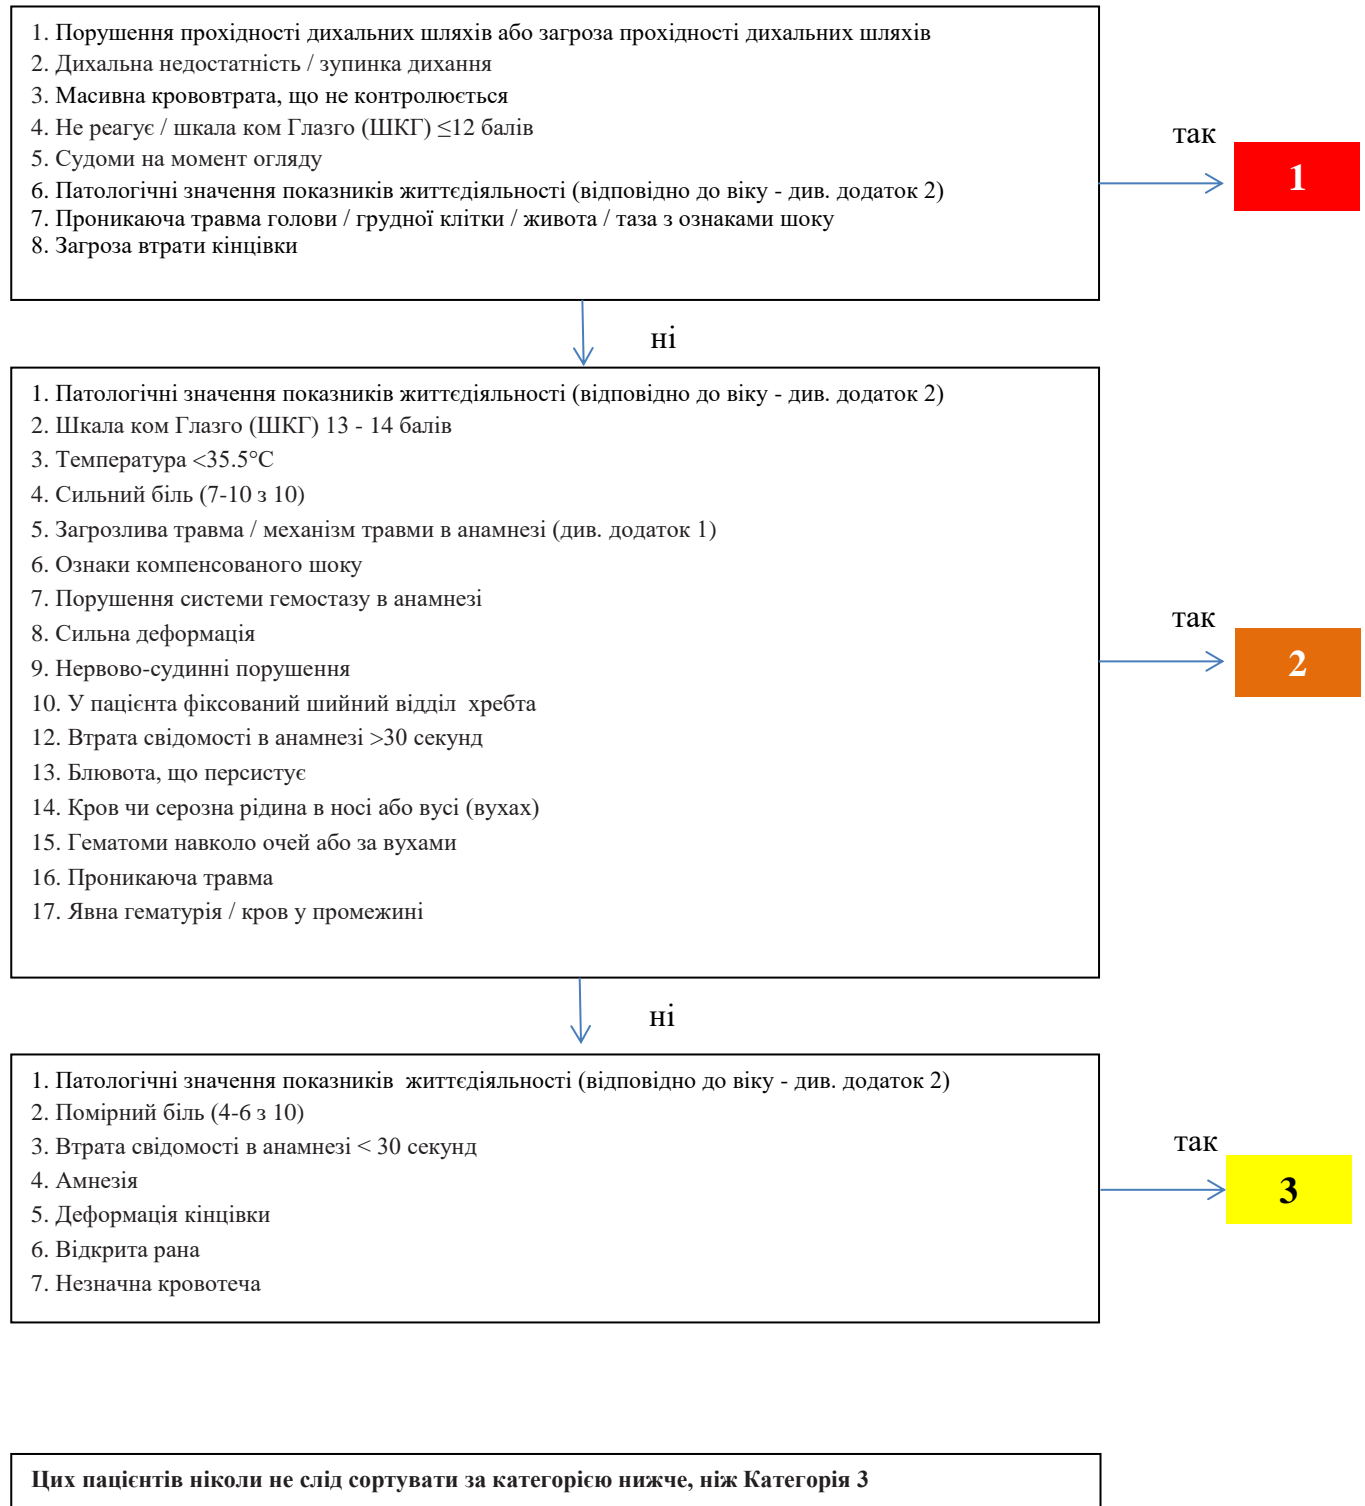 1. Порушення прохідності дихальних шляхів або загроза прохідності дихальних шляхів
2. Дихальна недостатність / зупинка дихання
3. Масивна крововтрата, що не контролюється
4. Не реагує / шкала ком Глазго (ШКГ) ≤12 балів
5. Судоми на момент огляду
6. Патологічні значення показників життєдіяльності (відповідно до віку - див. додаток 2)
7. Проникаюча травма голови / грудної клітки / живота / таза з ознаками шоку
8. Загроза втрати кінцівки
так
1
ні
1. Патологічні значення показників життєдіяльності (відповідно до віку - див. додаток 2)
2. Шкала ком Глазго (ШКГ) 13 - 14 балів
3. Температура <35.5°C
4. Сильний біль (7-10 з 10)
5. Загрозлива травма / механізм травми в анамнезі (див. додаток 1)
6. Ознаки компенсованого шоку
7. Порушення системи гемостазу в анамнезі
8. Сильна деформація
9. Нервово-судинні порушення
10. У пацієнта фіксований шийний відділ хребта
12. Втрата свідомості в анамнезі >30 секунд
13. Блювота, що персистує
14. Кров чи серозна рідина в носі або вусі (вухах)
15. Гематоми навколо очей або за вухами
16. Проникаюча травма
17. Явна гематурія / кров у промежині
так
2
ні
1. Патологічні значення показників життєдіяльності (відповідно до віку - див. додаток 2)
2. Помірний біль (4-6 з 10)
3. Втрата свідомості в анамнезі < 30 секунд
4. Амнезія
5. Деформація кінцівки
6. Відкрита рана
7. Незначна кровотеча
так
3
Цих пацієнтів ніколи не слід сортувати за категорією нижче, ніж Категорія 3